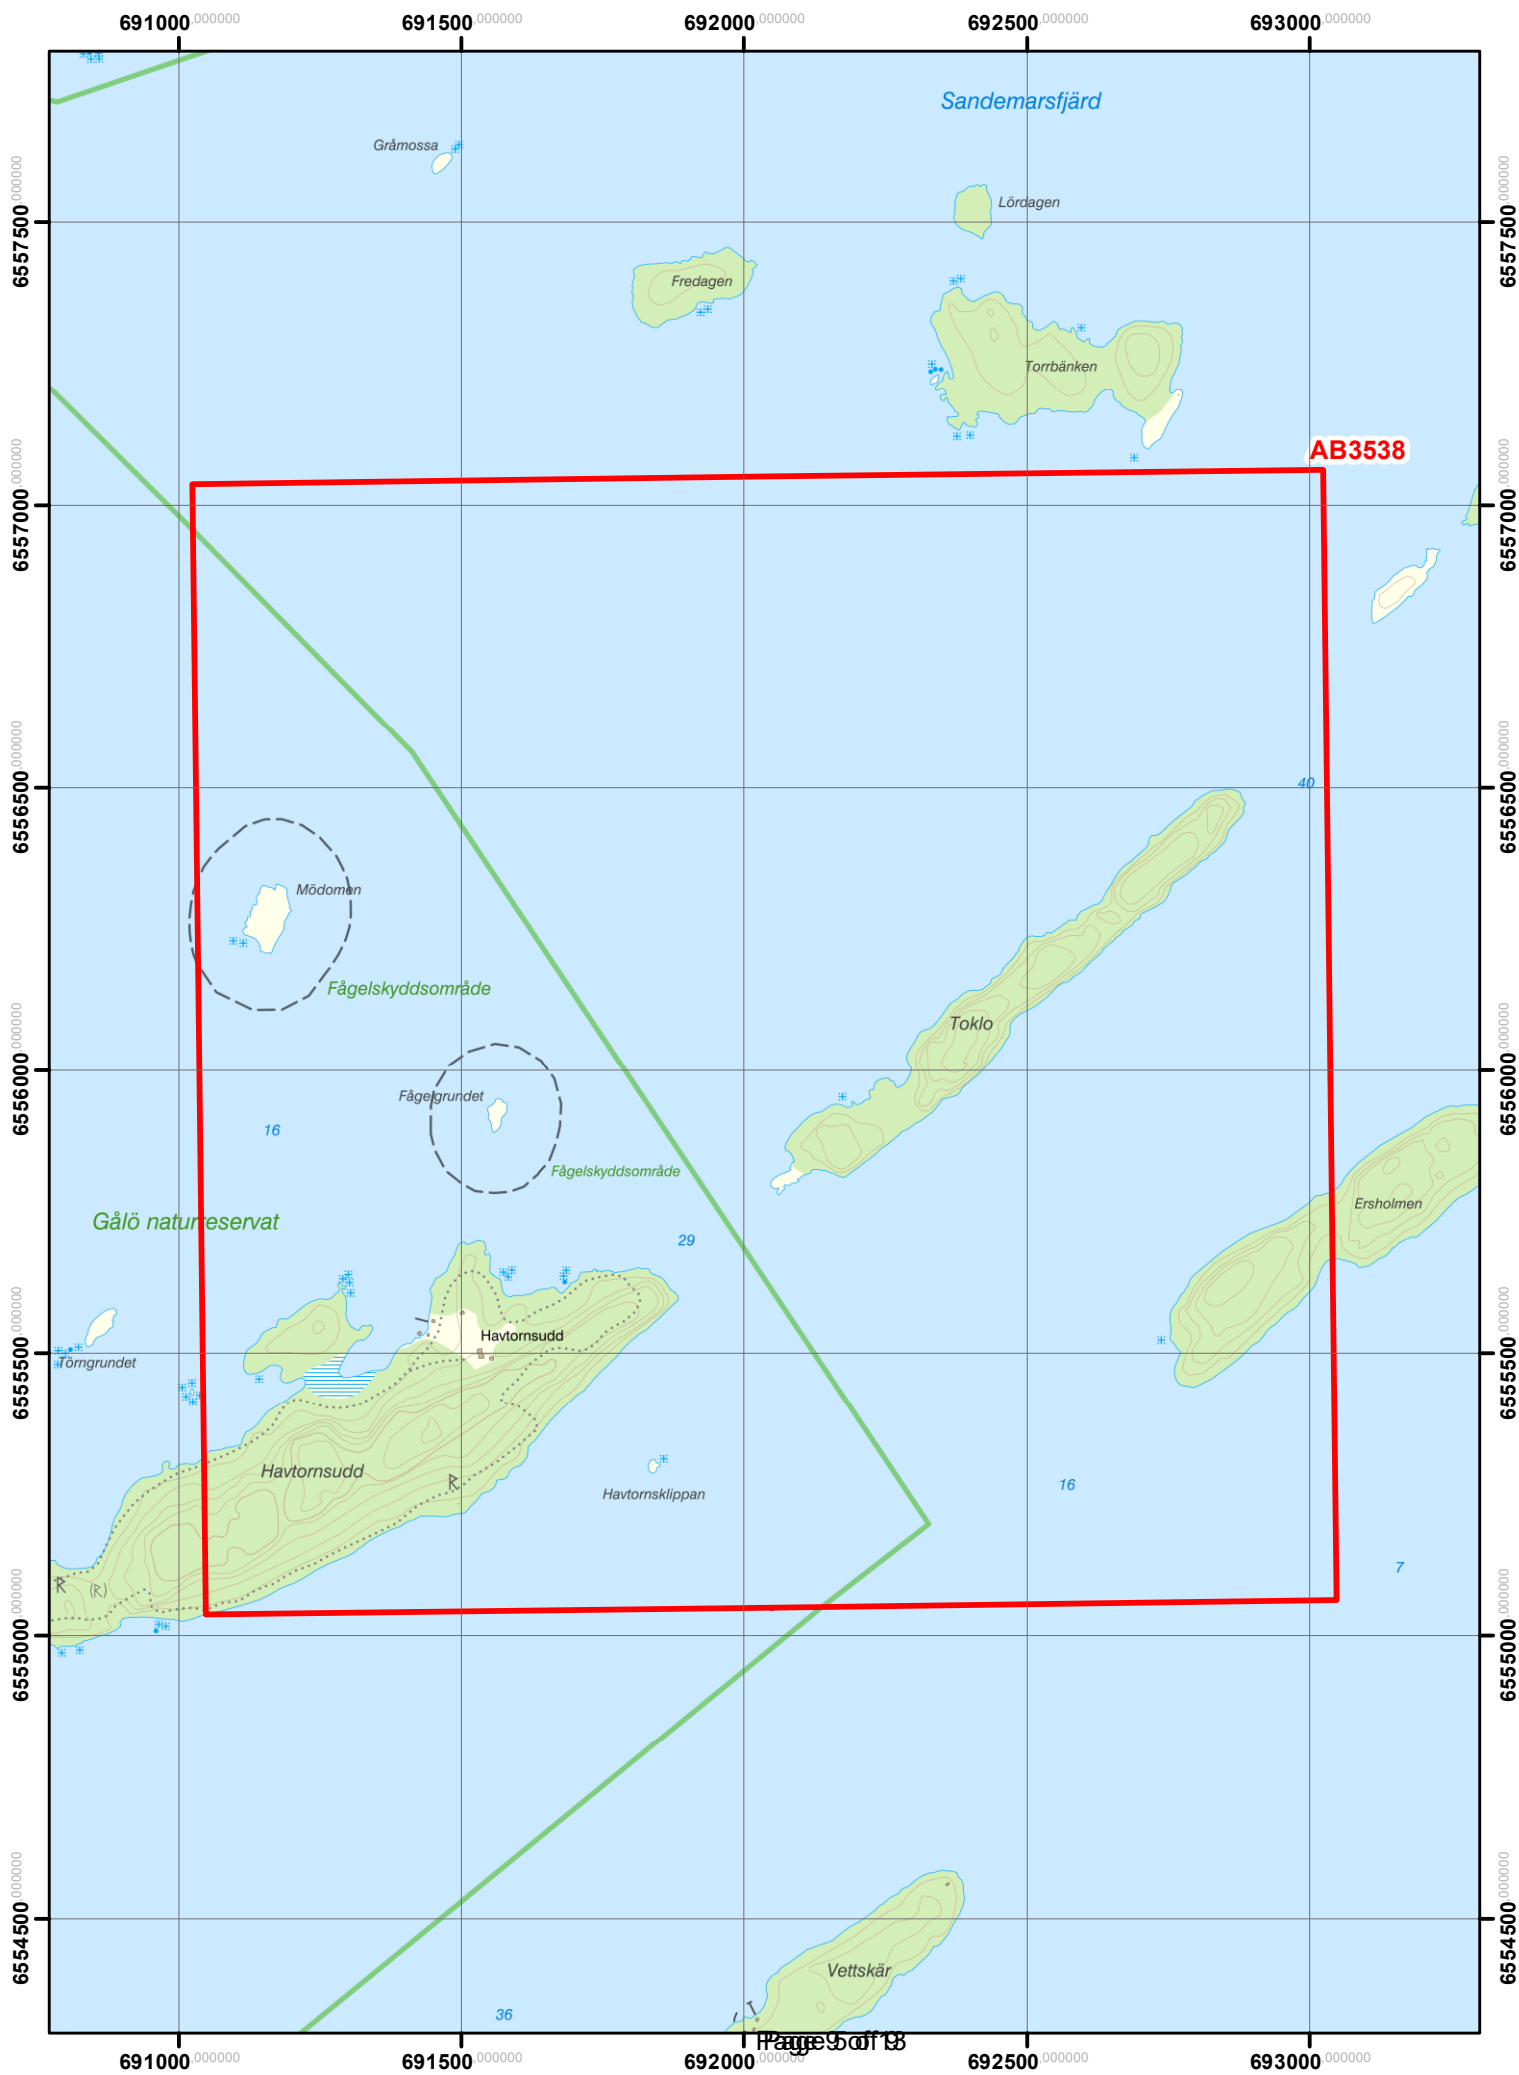 691000,000000 691500,000000 692000,000000 692500,000000 693000,000000
Sandemarsfjärd
Gråmossa
Lördagen
6557500,000000 6557500,000000
Fredagen
Torrbänken
AB3538
6557000,000000 6557000,000000
40
6556500,000000 6556500,000000
Mödomen
Fågelskyddsområde
Toklo
6556000,000000 6556000,000000
Fågelgrundet
16
Fågelskyddsområde
Ersholmen
Gålö naturreservat
29
Havtornsudd
6555500,000000 6555500,000000
Törngrundet
Havtornsudd
R
16
Havtornsklippan
7
R (R)
6555000,000000 6555000,000000
6554500,000000 6554500,000000
Vettskär
36
691000,000000 691500,000000 692000,000000 692500,000000 693000,000000